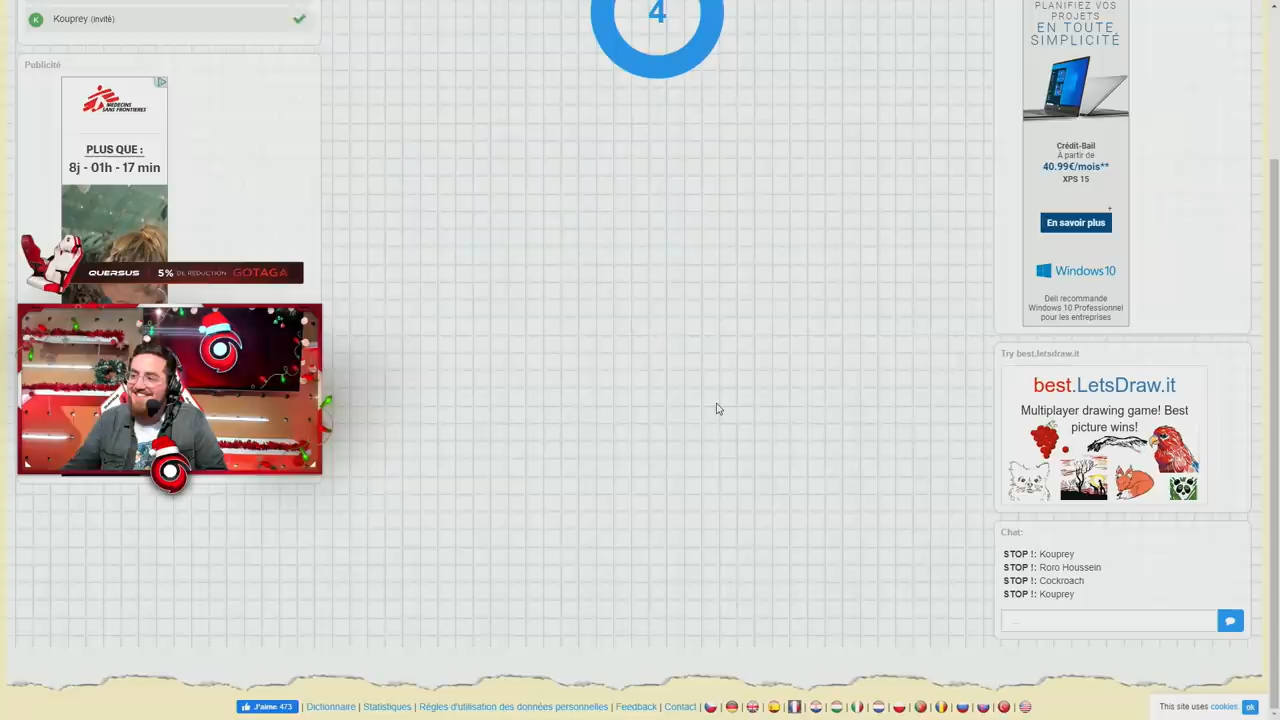 K
Kouprey (invité)
4
Publicité
MEDECINS
SANS FRONTIERES
PLUS QUE :
8j - 01h - 17 min
QUERSUS 5% DE REDUCTION GOTAGA
PLANIFIEZ VOS
PROJETS
EN TOUTE
SIMPLICITÉ
Crédit-Bail
À partir de
40.99€/mois**
XPS 15
+
En savoir plus
Windows10
Dell recommande
Windows 10 Professionnel
pour les entreprises
Try best.letsdraw.it
best.LetsDraw.it
Multiplayer drawing game! Best
picture wins!
Chat:
STOP !: Kouprey
STOP !: Roro Houssein
STOP !: Cockroach
STOP !: Kouprey
...
J'aime 473 | Dictionnaire | Statistiques | Règles d'utilisation des données personnelles | Feedback | Contact |
This site uses cookies. ok